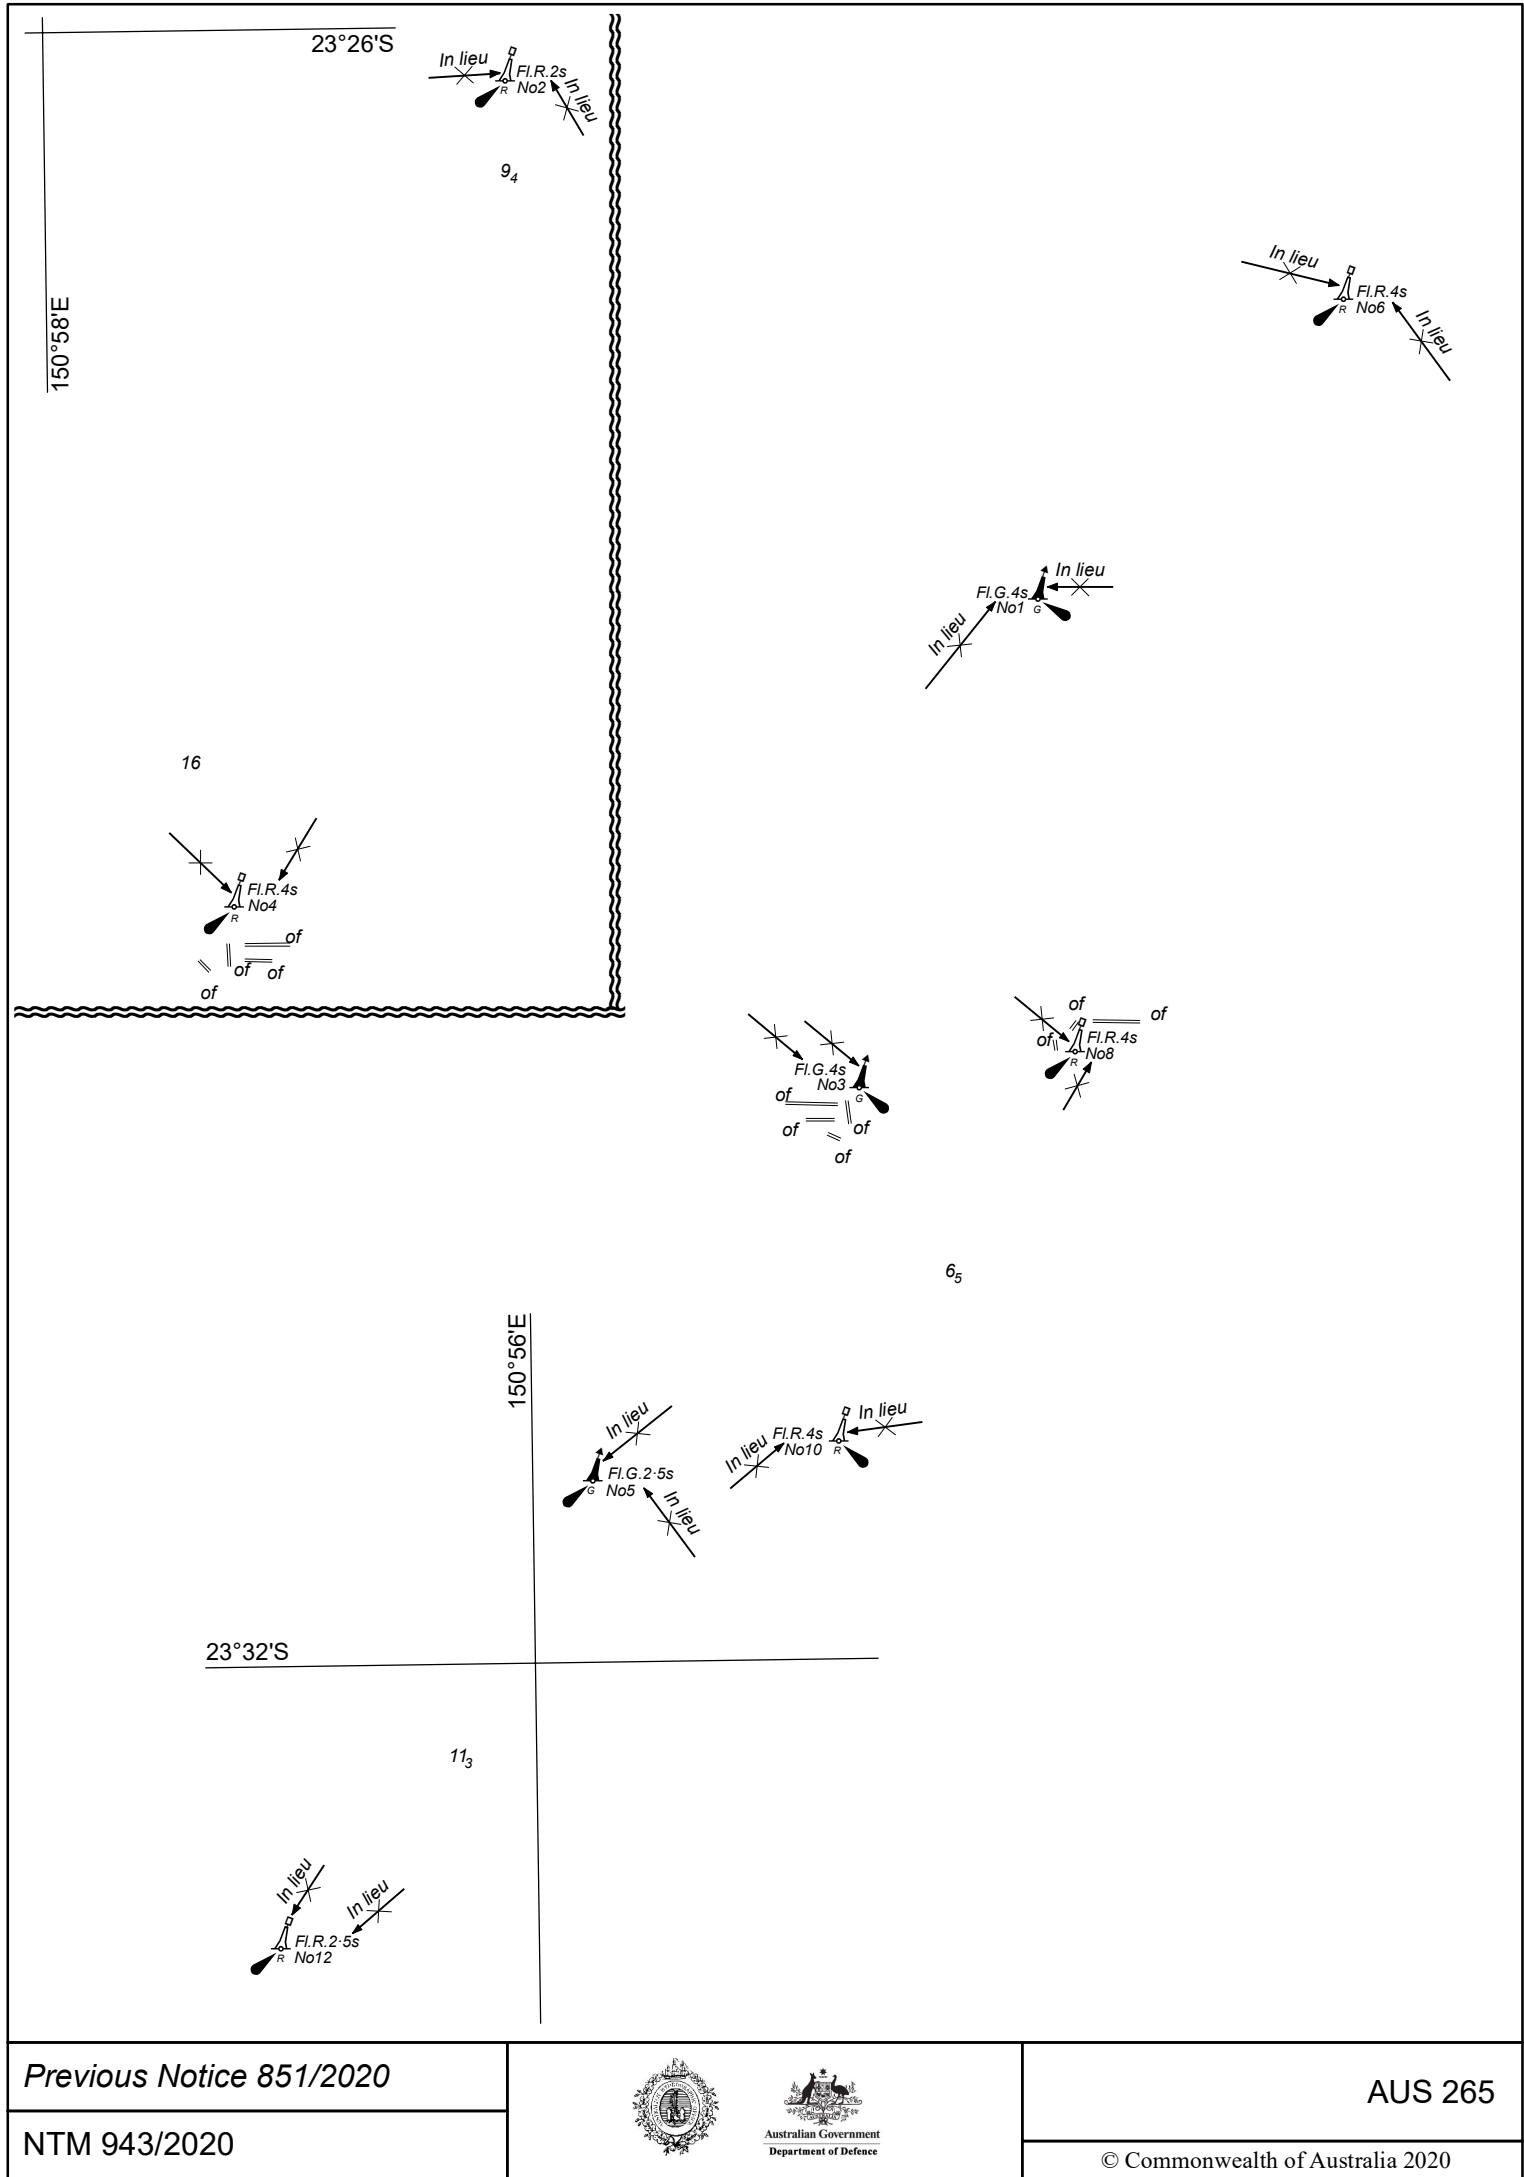 23°26'S
In lieu
Fl.R.2s
No2
R
In lieu
9₄
150°58'E
In lieu
Fl.R.4s
No6
R
In lieu
In lieu
Fl.G.4s
No1
G
In lieu
16
Fl.R.4s
No4
R
of
of
of
of
of
of
of
Fl.R.4s
No8
R
Fl.G.4s
No3
G
of
of
of
of
6₅
150°56'E
In lieu
Fl.G.2·5s
No5
G
In lieu
In lieu
Fl.R.4s
No10
R
In lieu
23°32'S
11₃
In lieu
In lieu
Fl.R.2·5s
No12
R
Previous Notice 851/2020
NTM 943/2020
Australian Government
Department of Defence
AUS 265
© Commonwealth of Australia 2020